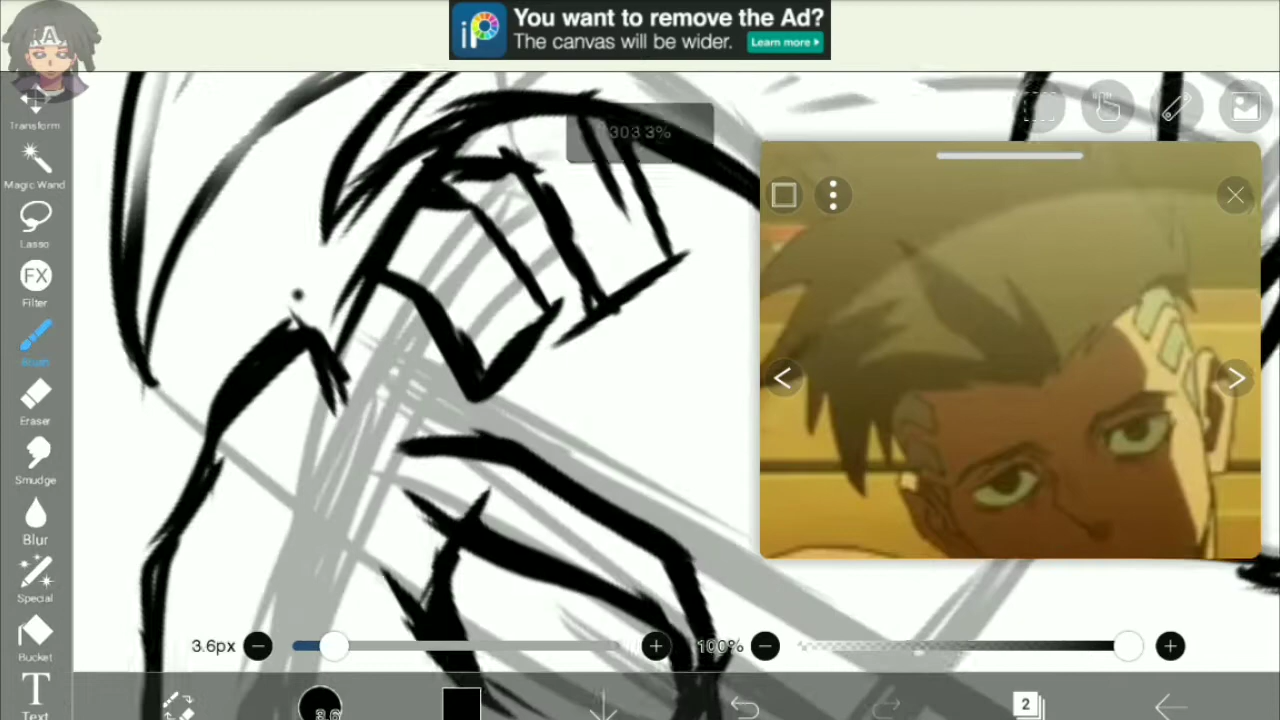 You want to remove the Ad?
The canvas will be wider.
Learn more
iP
A
Transform
Magic Wand
Lasso
FX
Filter
Brush
Eraser
Smudge
Blur
Special
Bucket
T
Text
303 3%
3.6px
100%
2